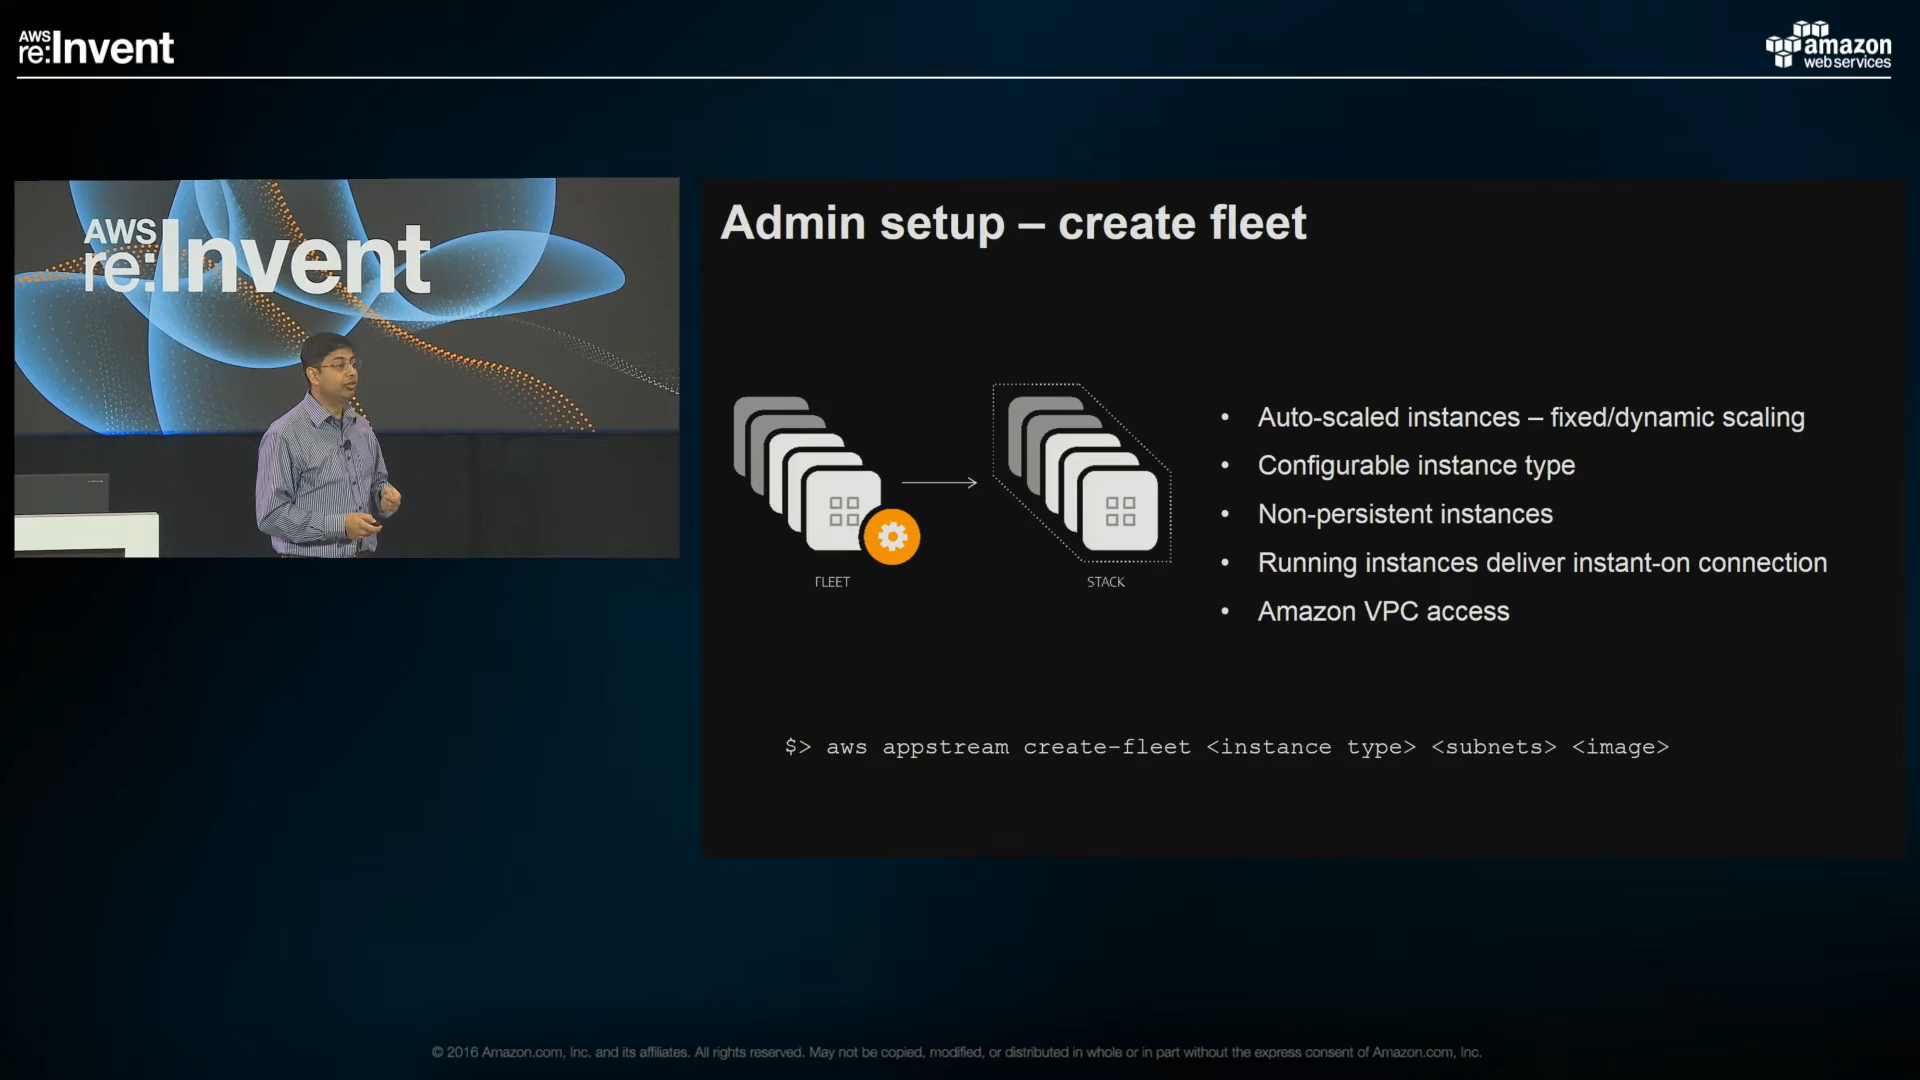 AWS
re:Invent
amazon
web services
AWS
re:Invent
Admin setup – create fleet
FLEET
STACK
• Auto-scaled instances – fixed/dynamic scaling
• Configurable instance type
• Non-persistent instances
• Running instances deliver instant-on connection
• Amazon VPC access
$> aws appstream create-fleet <instance type> <subnets> <image>
© 2016 Amazon.com, Inc. and its affiliates. All rights reserved. May not be copied, modified, or distributed in whole or in part without the express consent of Amazon.com, Inc.